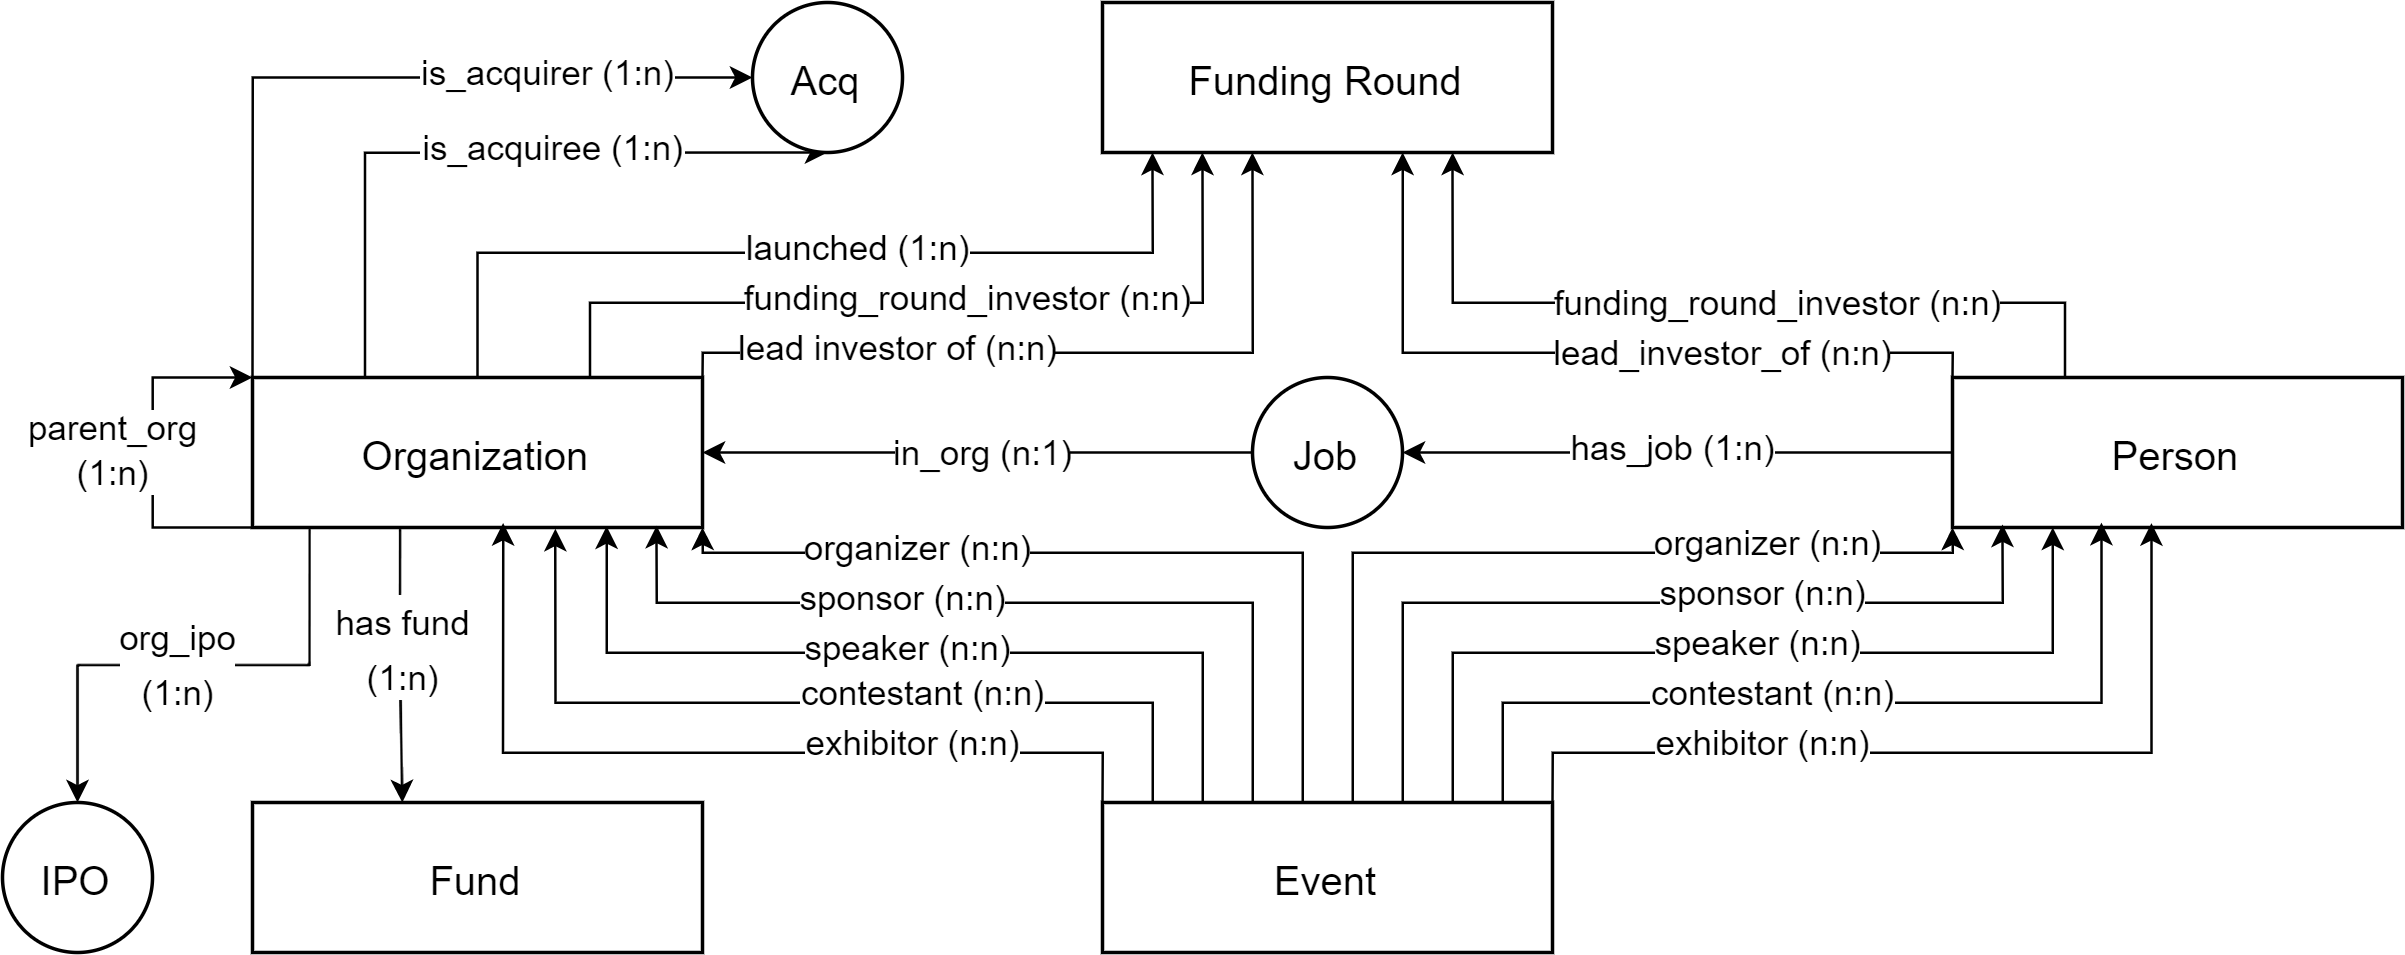 is_acquirer (1:n)
Acq
Funding Round
is_acquiree (1:n)
launched (1:n)
funding_round_investor (n:n)
funding_round_investor (n:n)
lead investor of (n:n)
lead_investor_of (n:n)
parent_org
(1:n)
Organization
in_org (n:1)
Job
has_job (1:n)
Person
organizer (n:n)
organizer (n:n)
sponsor (n:n)
sponsor (n:n)
has fund
(1:n)
org_ipo
(1:n)
speaker (n:n)
speaker (n:n)
contestant (n:n)
contestant (n:n)
exhibitor (n:n)
exhibitor (n:n)
IPO
Fund
Event